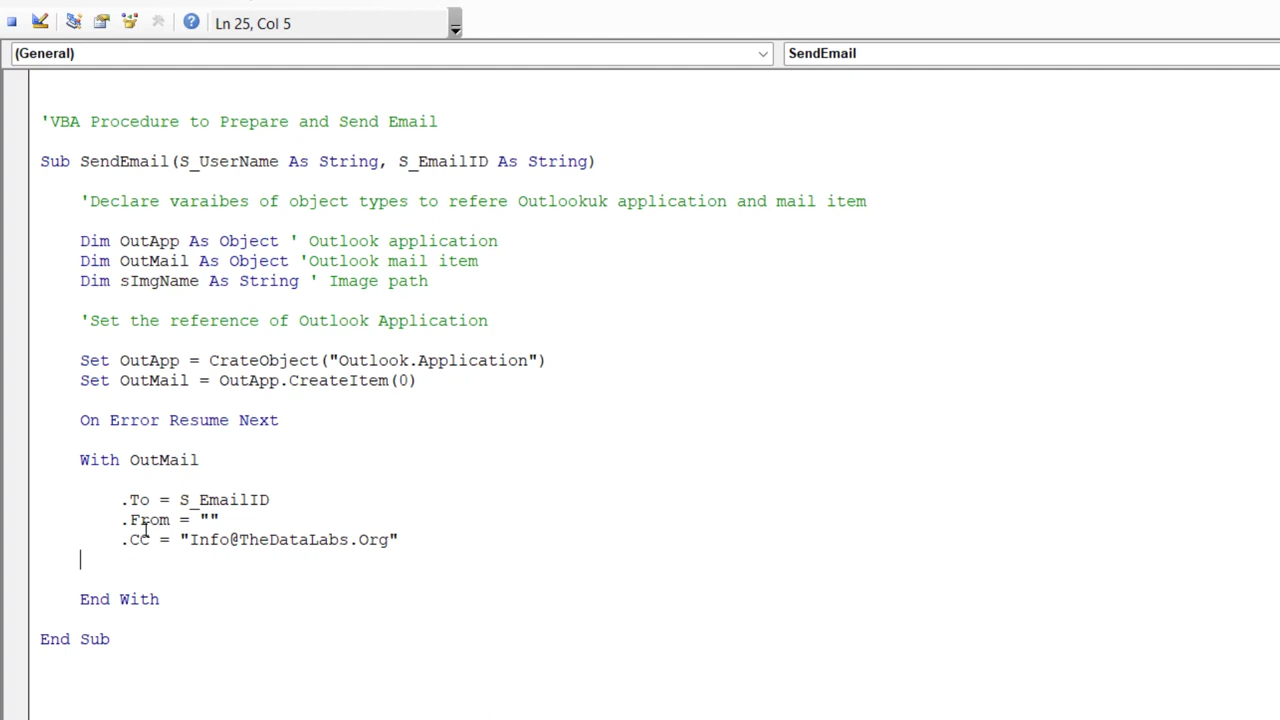 Ln 25, Col 5
(General)
SendEmail
'VBA Procedure to Prepare and Send Email
Sub SendEmail(S_UserName As String, S_EmailID As String)
'Declare varaibes of object types to refere Outlookuk application and mail item
Dim OutApp As Object ' Outlook application
Dim OutMail As Object 'Outlook mail item
Dim sImgName As String ' Image path
'Set the reference of Outlook Application
Set OutApp = CrateObject("Outlook.Application")
Set OutMail = OutApp.CreateItem(0)
On Error Resume Next
With OutMail
.To = S_EmailID
.From = ""
.CC = "Info@TheDataLabs.Org"
End With
End Sub